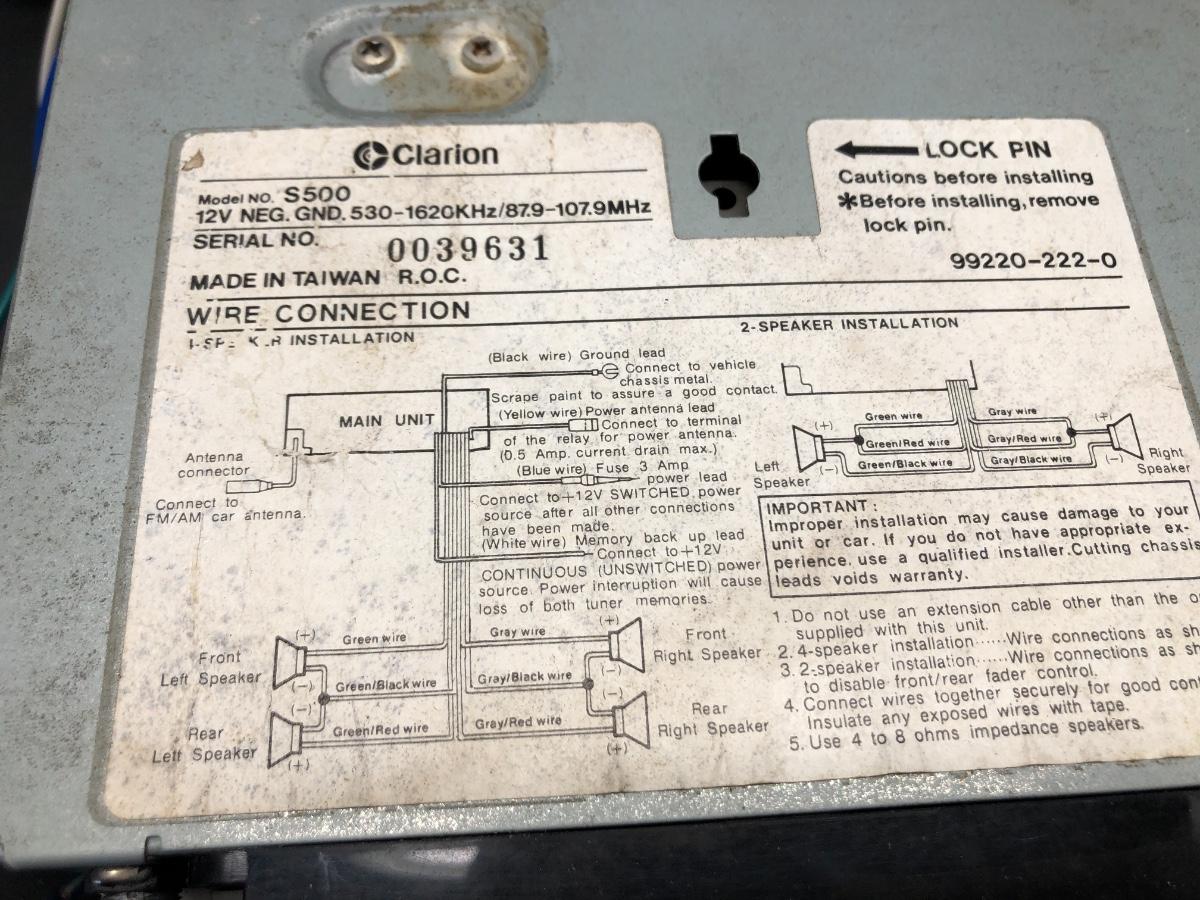 Clarion
Model NO. S500
12V NEG. GND. 530-1620KHz/87.9-107.9MHz
SERIAL NO. 0039631
MADE IN TAIWAN R.O.C.
LOCK PIN
Cautions before installing
*Before installing, remove
lock pin.
99220-222-0
WIRE CONNECTION
INSTALLATION
(Black wire) Ground lead
Connect to vehicle
chassis metal.
Scrape paint to assure a good contact.
MAIN UNIT
(Yellow wire) Power antenna lead
Connect to terminal
of the relay for power antenna.
(0.5 Amp. current drain max.)
Antenna
connector
Connect to
FM/AM car antenna.
(Blue wire) Fuse 3 Amp
power lead
Connect to +12V SWITCHED power
source after all other connections
have been made.
(White wire) Memory back up lead
Connect to +12V
CONTINUOUS (UNSWITCHED) power
source. Power interruption will cause
loss of both tuner memories.
(+)
Green wire
Front
Left Speaker
(-)
Green/Black wire
(-)
Rear
Left Speaker
Green/Red wire
(+)
(+)
Gray wire
Front
Right Speaker
Gray/Black wire
(-)
(-)
Rear
Right Speaker
Gray/Red wire
(+)
2-SPEAKER INSTALLATION
Green wire
(+)
Green/Red wire
Left
Speaker
(-)
Green/Black wire
Gray wire
(+)
Gray/Red wire
Right
Speaker
(-)
Gray/Black wire
IMPORTANT:
Improper installation may cause damage to your
unit or car. If you do not have appropriate ex-
perience, use a qualified installer. Cutting chassis
leads voids warranty.
1. Do not use an extension cable other than the
supplied with this unit.
2. 4-speaker installation......Wire connections as
3. 2-speaker installation......Wire connections as
to disable front/rear fader control.
4. Connect wires together securely for good
Insulate any exposed wires with tape.
5. Use 4 to 8 ohms impedance speakers.